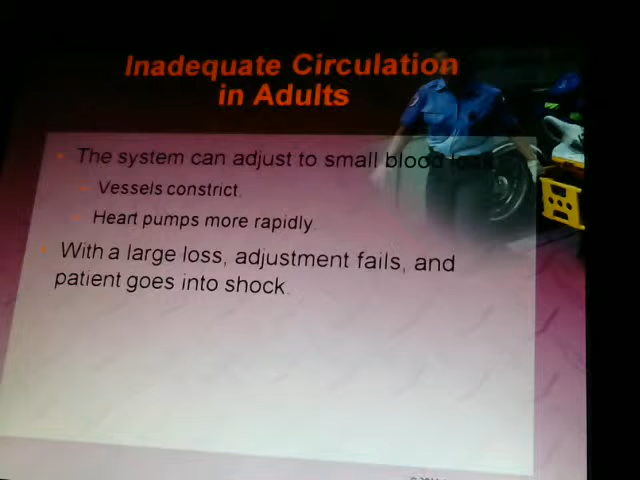 Inadequate Circulation
in Adults
The system can adjust to small blood loss.
Vessels constrict.
Heart pumps more rapidly.
With a large loss, adjustment fails, and
patient goes into shock.